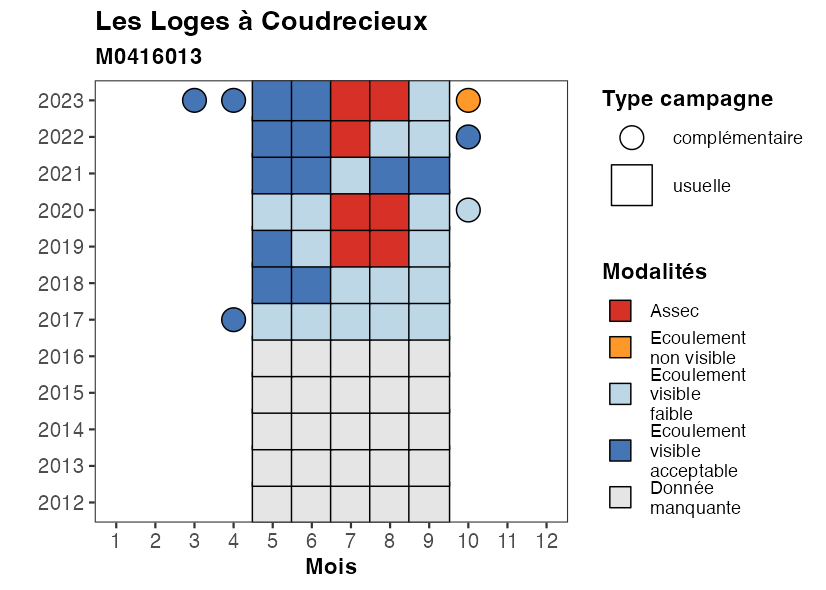 Les Loges à Coudrecieux
M0416013
2023
2022
2021
2020
2019
2018
2017
2016
2015
2014
2013
2012
1 2 3 4 5 6 7 8 9 10 11 12
Mois
Type campagne
complémentaire
usuelle
Modalités
Assec
Ecoulement
non visible
Ecoulement
visible
faible
Ecoulement
visible
acceptable
Donnée
manquante